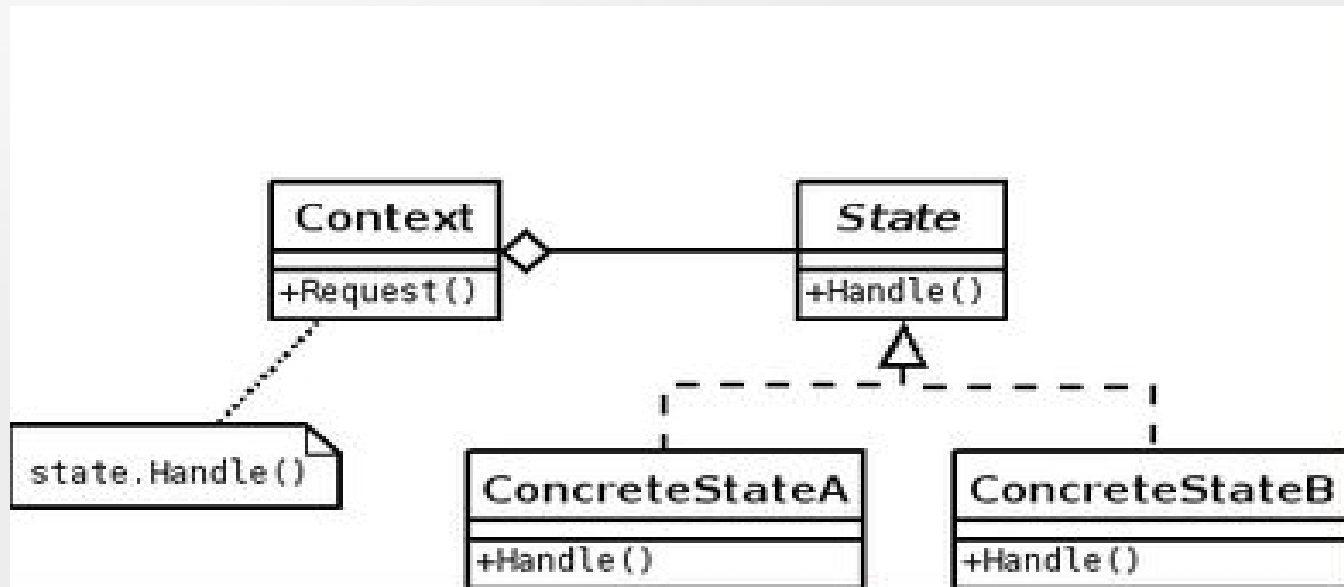 Context
State
+Request()
+Handle()
state.Handle()
ConcreteStateA
ConcreteStateB
+Handle()
+Handle()